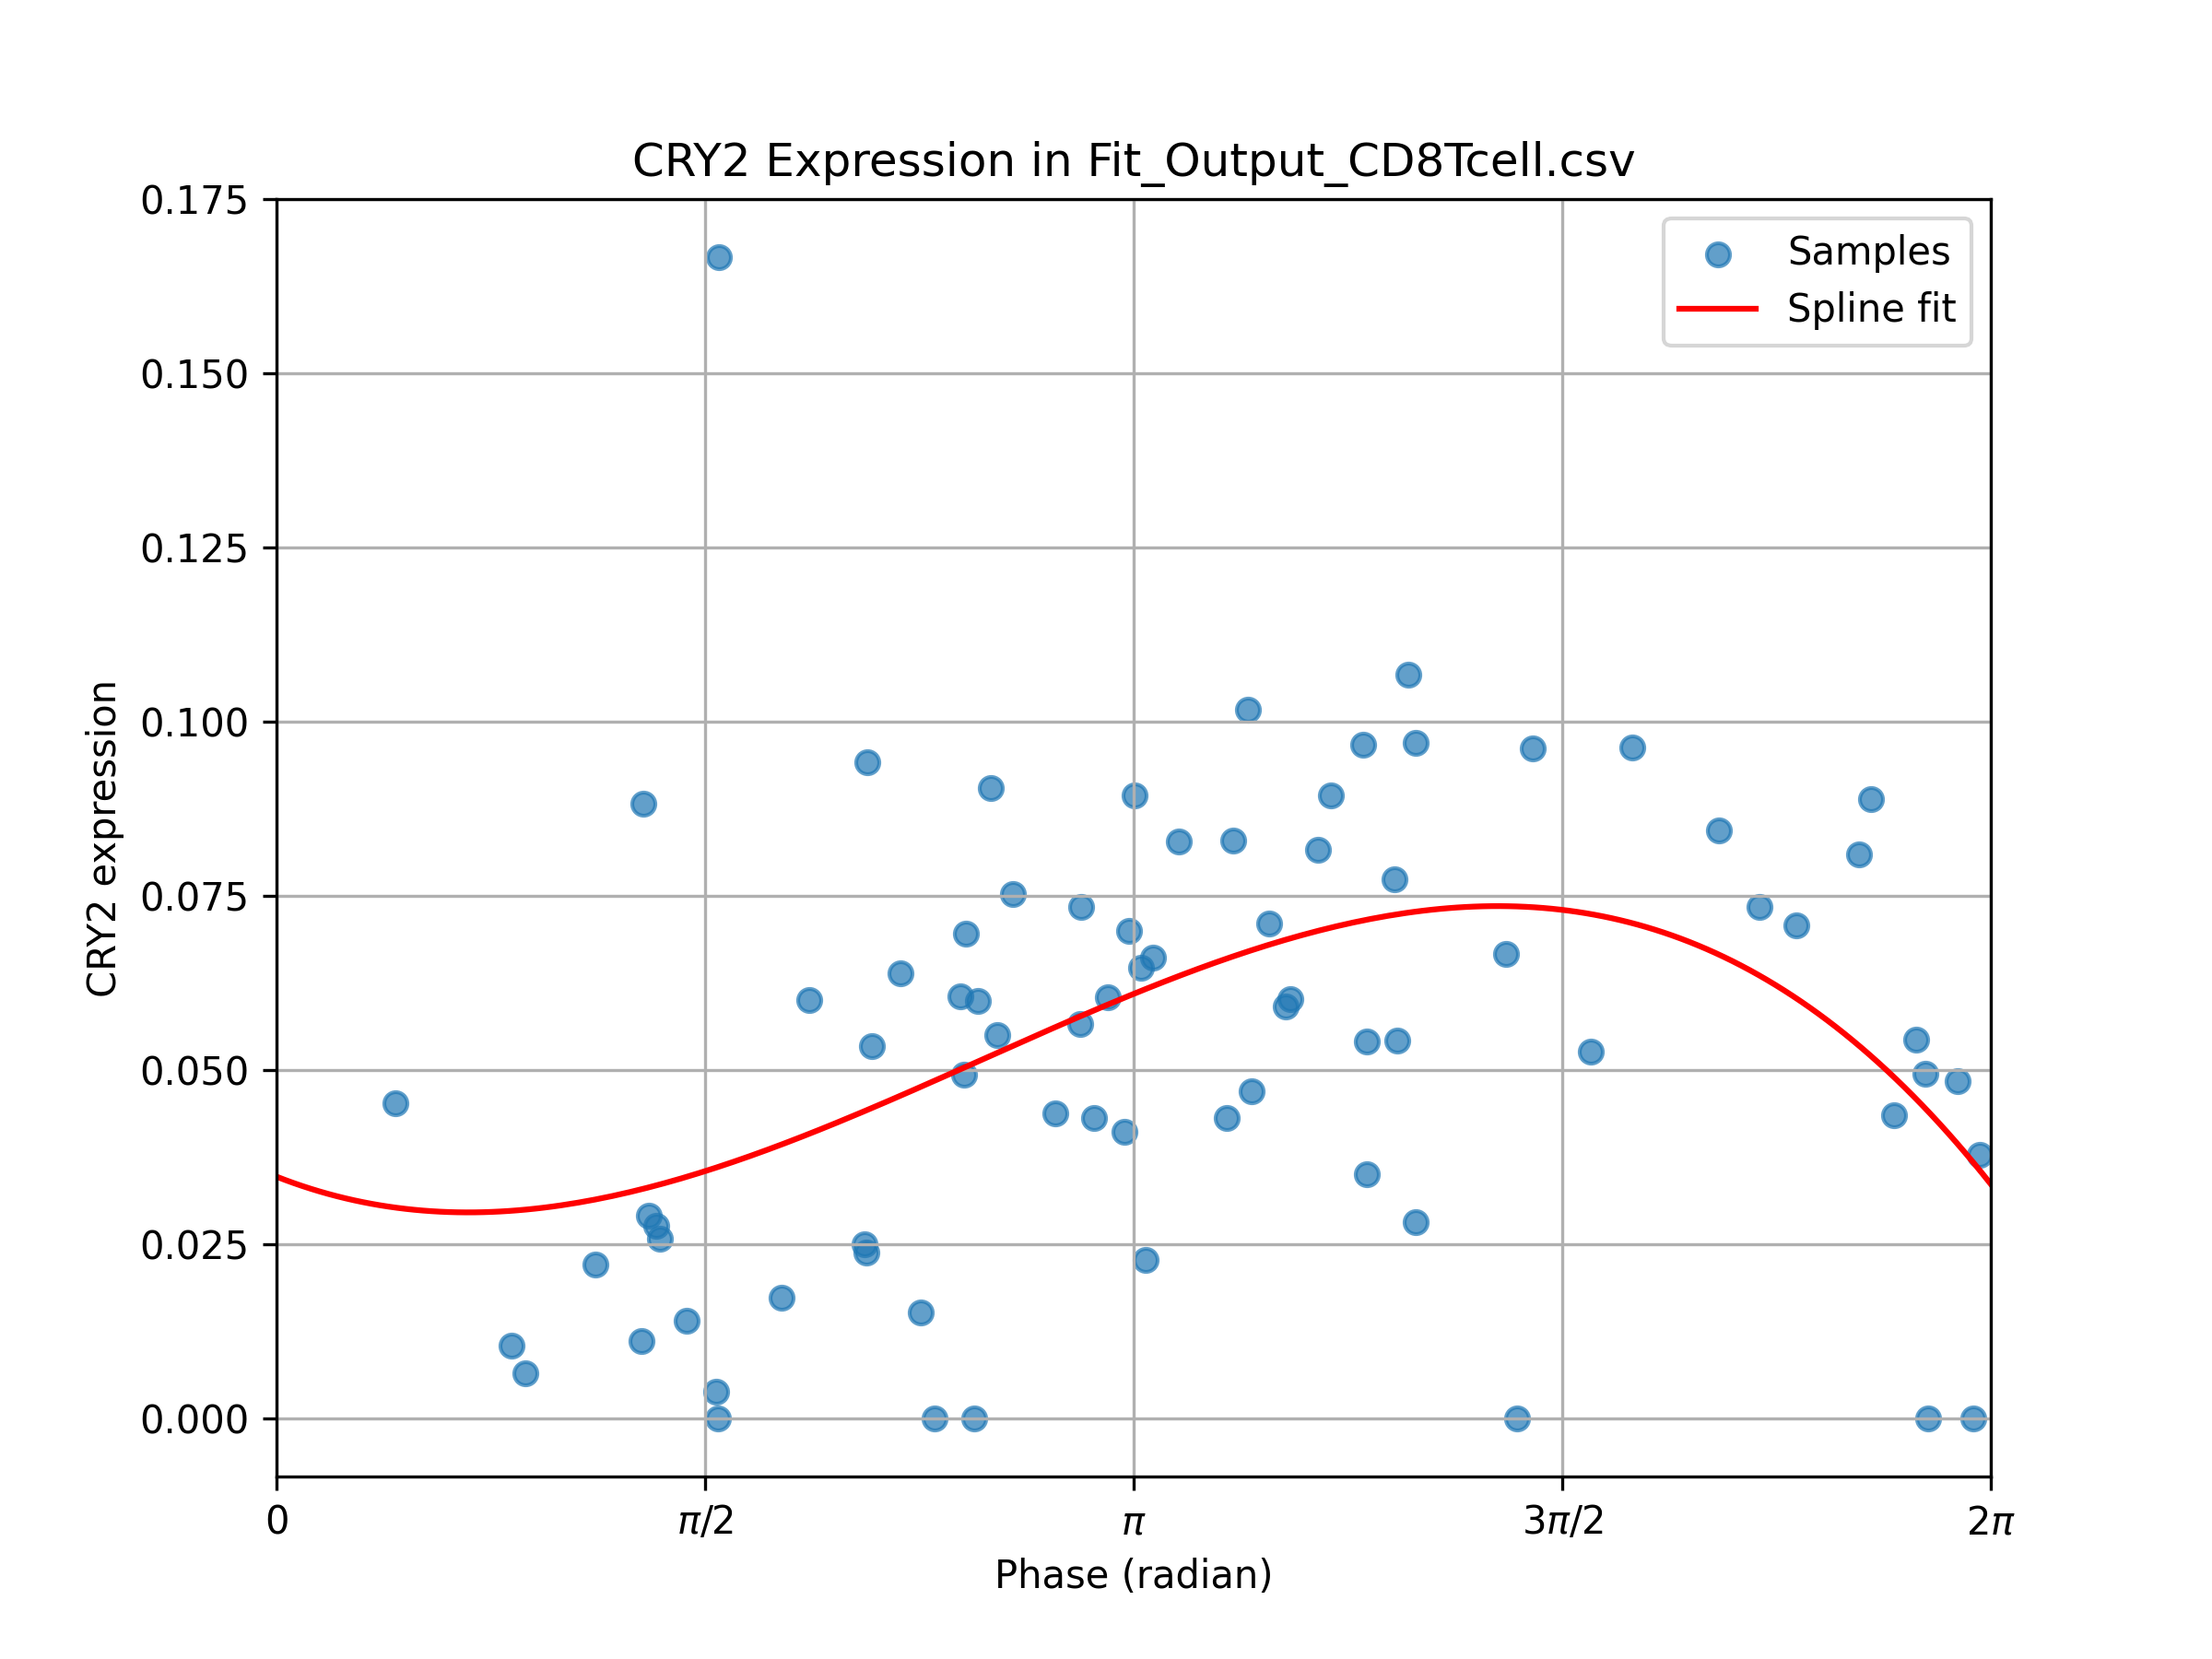 CRY2 Expression in Fit_Output_CD8Tcell.csv
Samples
Spline fit
0.175
0.150
0.125
0.100
0.075
0.050
0.025
0.000
CRY2 expression
0 π/2 π 3π/2 2π
Phase (radian)